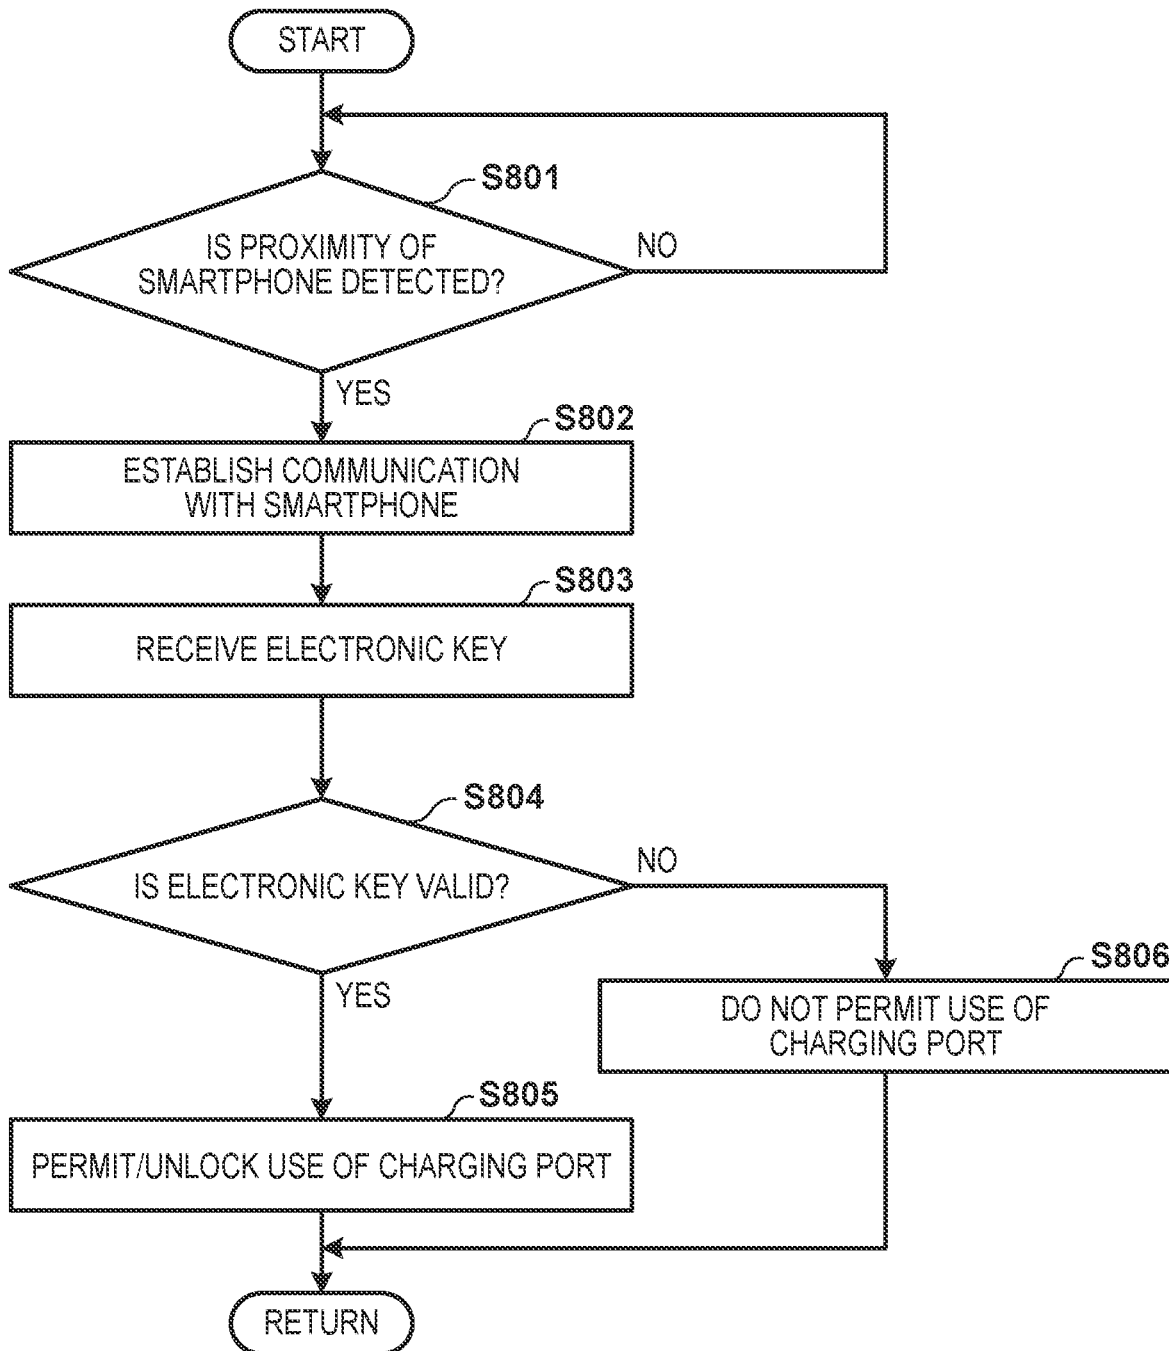 START
S801
IS PROXIMITY OF
SMARTPHONE DETECTED?
NO
YES
S802
ESTABLISH COMMUNICATION
WITH SMARTPHONE
S803
RECEIVE ELECTRONIC KEY
S804
IS ELECTRONIC KEY VALID?
NO
YES
S806
DO NOT PERMIT USE OF
CHARGING PORT
S805
PERMIT/UNLOCK USE OF CHARGING PORT
RETURN